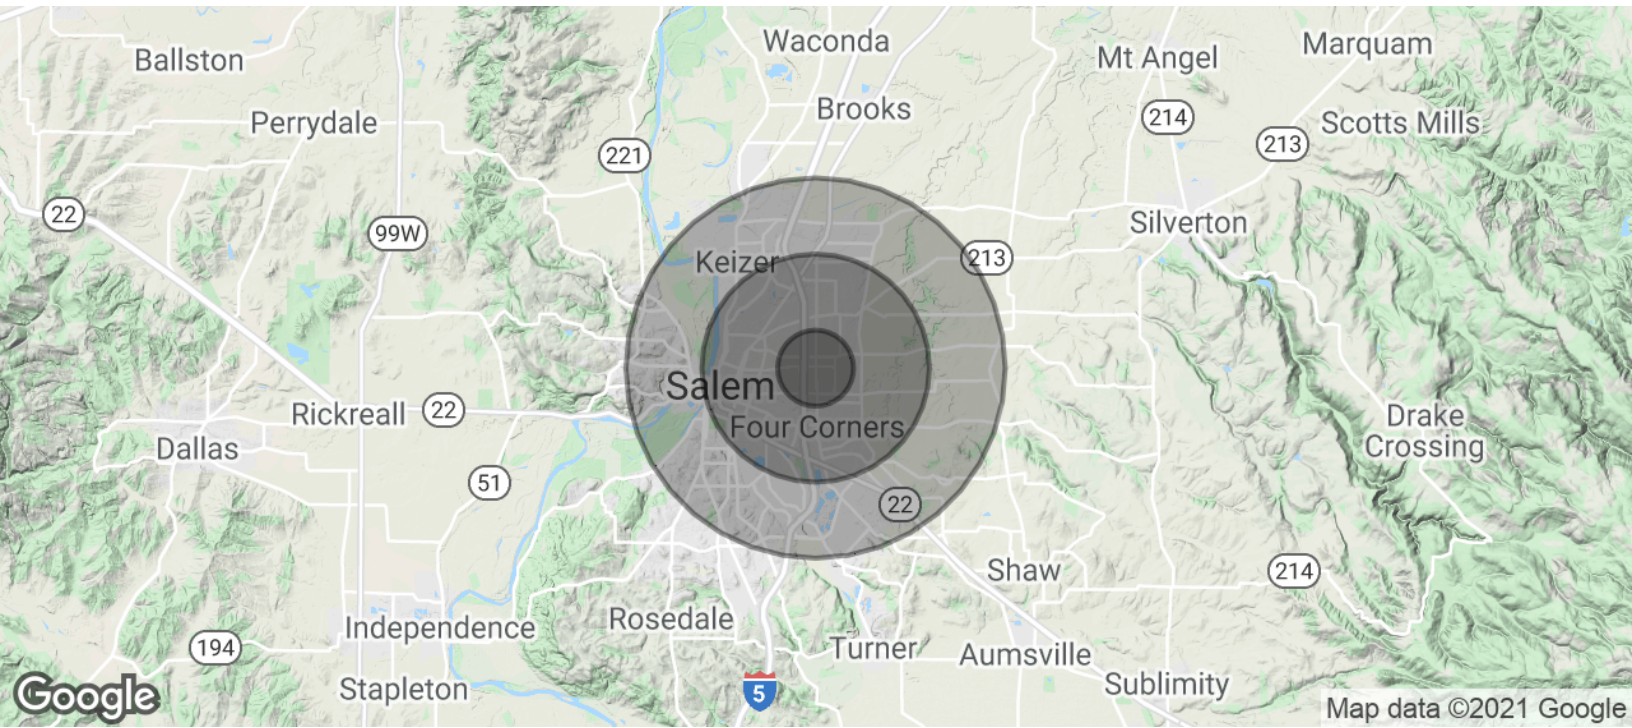 Waconda
Marquam
Ballston
Mt Angel
Brooks
214
Perrydale
Scotts Mills
213
221
22
Silverton
99W
213
Keizer
Salem
22
Rickreall
Drake
Crossing
Four Corners
Dallas
51
22
Shaw
214
Rosedale
Independence
194
Turner
Aumsville
Sublimity
Stapleton
5
Google
Map data ©2021 Google